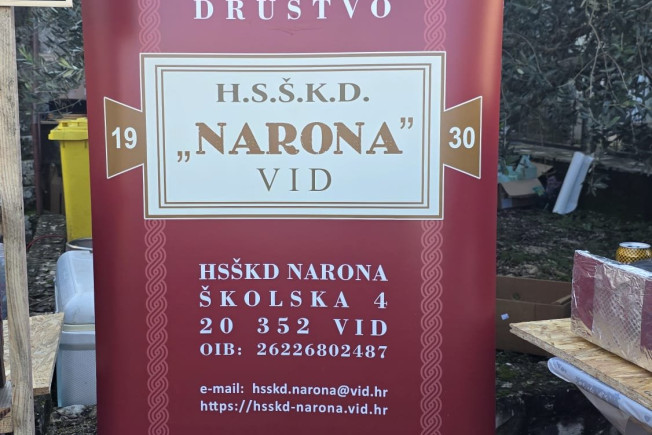 DRUŠTVO
H.S.Š.K.D.
19 „NARONA” 30
VID
HSŠKD NARONA
ŠKOLSKA 4
20 352 VID
OIB: 26226802487
e-mail: hsskd.narona@vid.hr
https://hsskd-narona.vid.hr